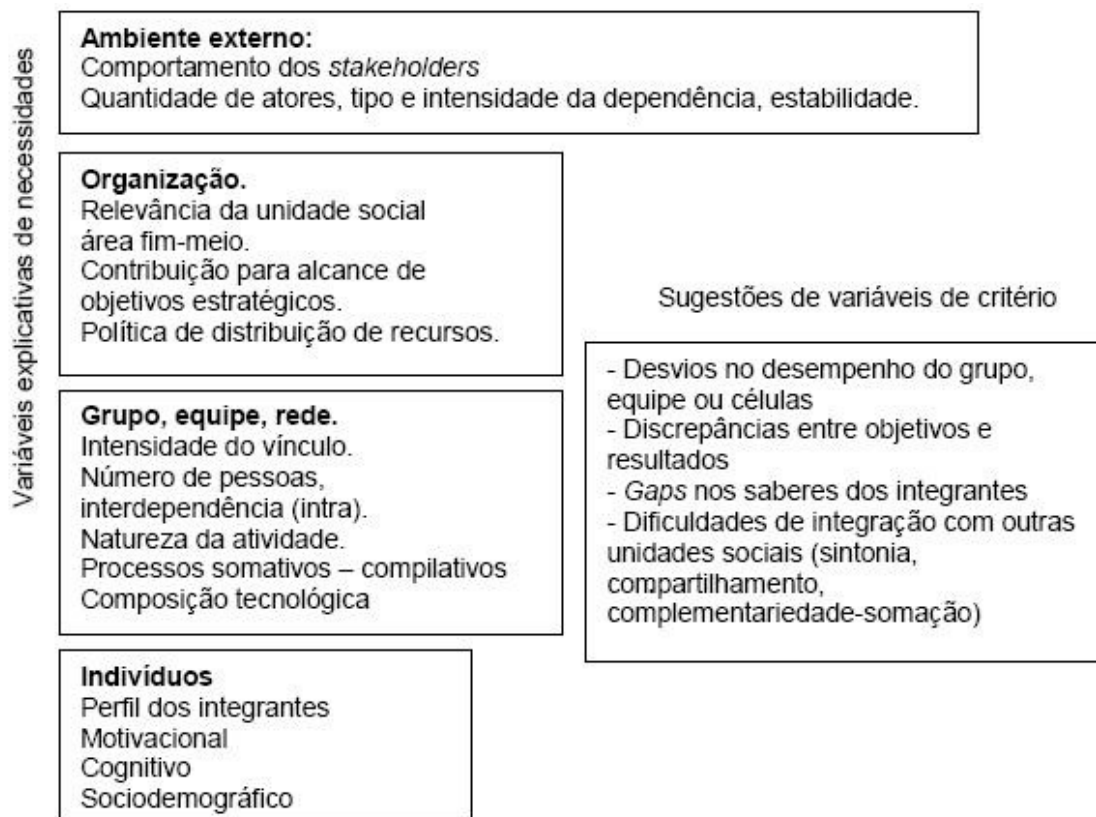 Variáveis explicativas de necessidades
Ambiente externo:
Comportamento dos stakeholders
Quantidade de atores, tipo e intensidade da dependência, estabilidade.
Organização.
Relevância da unidade social
área fim-meio.
Contribuição para alcance de
objetivos estratégicos.
Política de distribuição de recursos.
Grupo, equipe, rede.
Intensidade do vínculo.
Número de pessoas,
interdependência (intra).
Natureza da atividade.
Processos somativos – compilativos
Composição tecnológica
Indivíduos
Perfil dos integrantes
Motivacional
Cognitivo
Sociodemográfico
Sugestões de variáveis de critério
- Desvios no desempenho do grupo,
equipe ou células
- Discrepâncias entre objetivos e
resultados
- Gaps nos saberes dos integrantes
- Dificuldades de integração com outras
unidades sociais (sintonia,
compartilhamento,
complementariedade-somação)